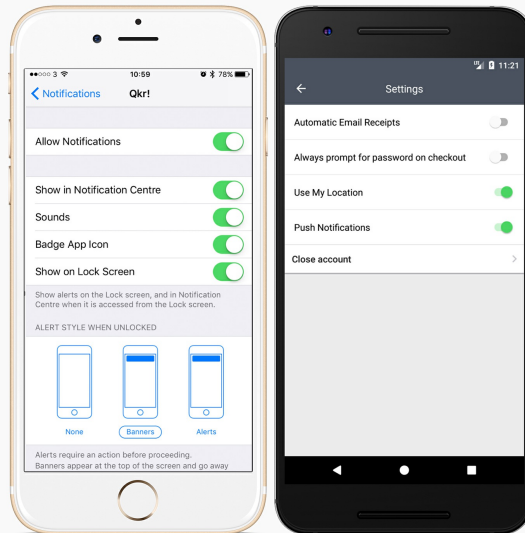 ●●○○○ 3 10:59 78%
Notifications Qkr!
Allow Notifications
Show in Notification Centre
Sounds
Badge App Icon
Show on Lock Screen
Show alerts on the Lock screen, and in Notification
Centre when it is accessed from the Lock screen.
ALERT STYLE WHEN UNLOCKED
None Banners Alerts
Alerts require an action before proceeding.
Banners appear at the top of the screen and go away
11:21
Settings
Automatic Email Receipts
Always prompt for password on checkout
Use My Location
Push Notifications
Close account